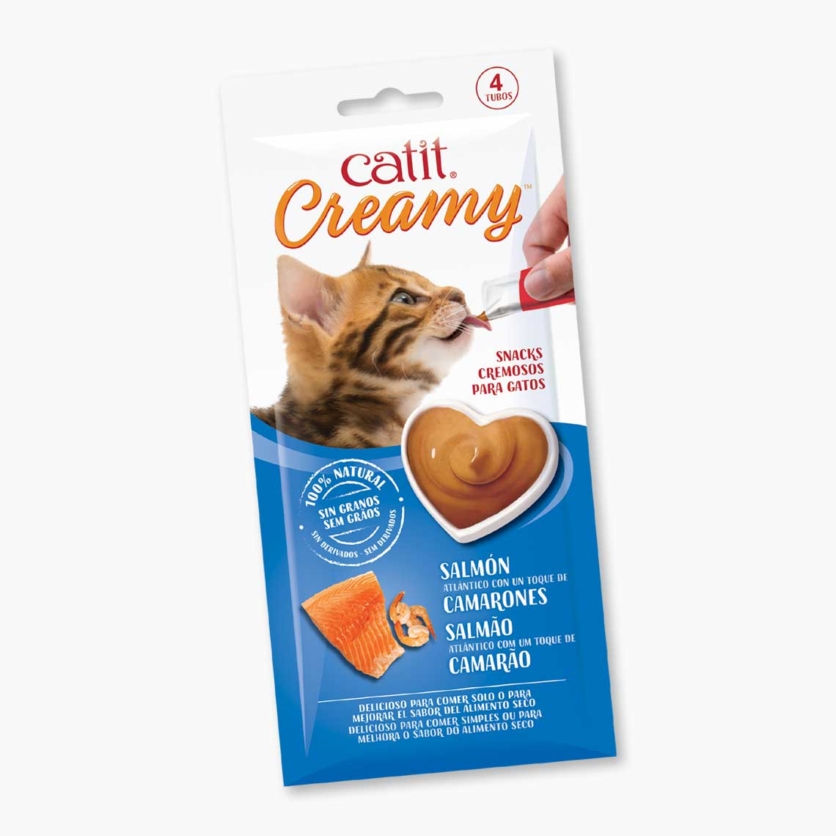 4
TUBOS
catit®
Creamy™
SNACKS
CREMOSOS
PARA GATOS
100% NATURAL
SIN GRANOS
SEM GRÃOS
SIN DERIVADOS - SEM DERIVADOS
SALMÓN
ATLÁNTICO CON UN TOQUE DE
CAMARONES
SALMÃO
ATLÂNTICO COM UM TOQUE DE
CAMARÃO
DELICIOSO PARA COMER SOLO O PARA
MEJORAR EL SABOR DEL ALIMENTO SECO
DELICIOSO PARA COMER SIMPLES OU PARA
MELHORA O SABOR DO ALIMENTO SECO